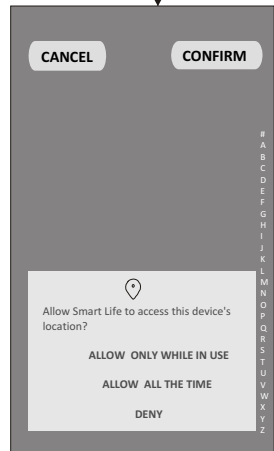 CANCEL
CONFIRM
#
A
B
C
D
E
F
G
H
I
J
K
L
M
N
O
P
Q
R
S
T
U
V
W
X
Y
Z
Allow Smart Life to access this device's
location?
ALLOW ONLY WHILE IN USE
ALLOW ALL THE TIME
DENY